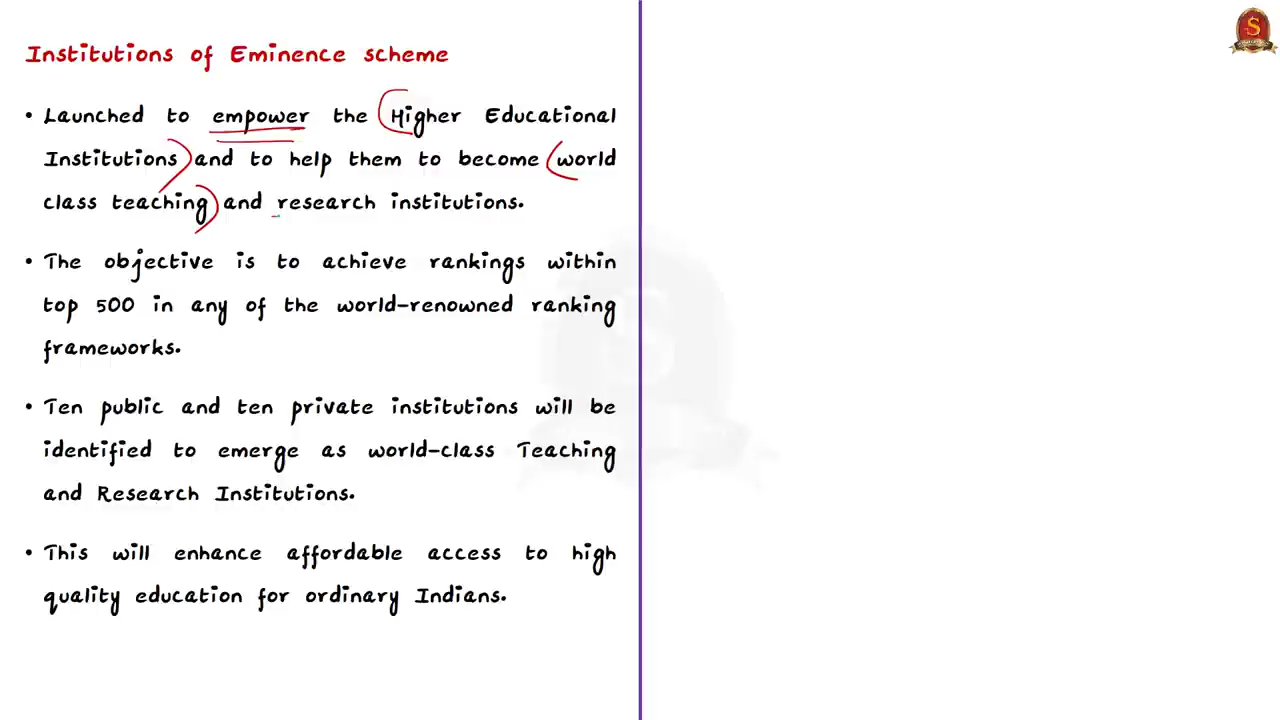 Institutions of Eminence scheme
• Launched to empower the Higher Educational
Institutions and to help them to become world
class teaching and research institutions.
• The objective is to achieve rankings within
top 500 in any of the world-renowned ranking
frameworks.
• Ten public and ten private institutions will be
identified to emerge as world-class Teaching
and Research Institutions.
• This will enhance affordable access to high
quality education for ordinary Indians.
S